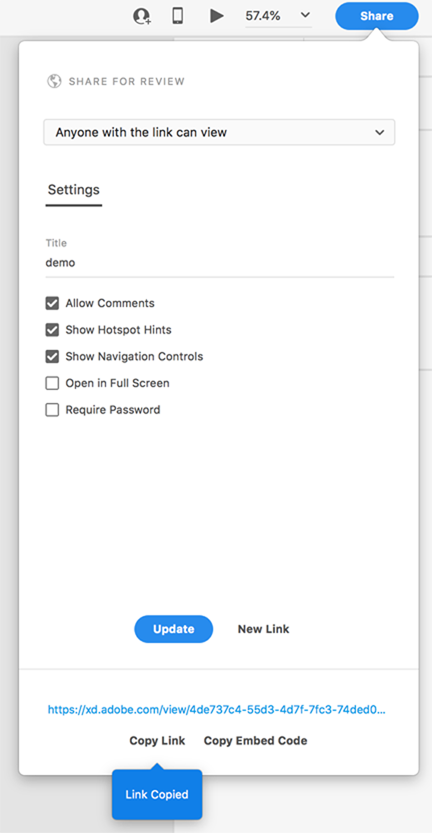 57.4%
Share
SHARE FOR REVIEW
Anyone with the link can view
Settings
Title
demo
Allow Comments
Show Hotspot Hints
Show Navigation Controls
Open in Full Screen
Require Password
Update New Link
https://xd.adobe.com/view/4de737c4-55d3-4d7f-7fc3-74ded0...
Copy Link Copy Embed Code
Link Copied